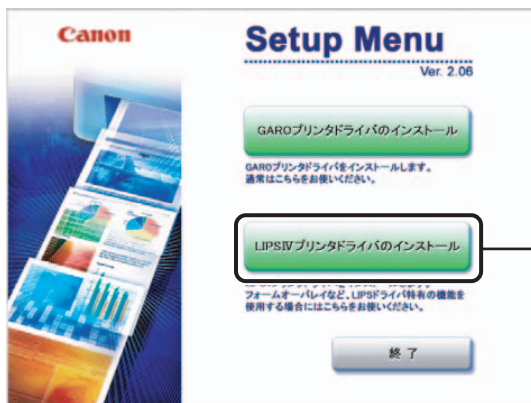 Canon
Setup Menu
Ver. 2.06
GAROプリンタドライバのインストール
GAROプリンタドライバをインストールします。
通常はこちらをお使いください。
LIPSⅣプリンタドライバのインストール
フォームオーバレイなど、LIPSドライバ特有の機能を
使用する場合にはこちらをお使いください。
終 了